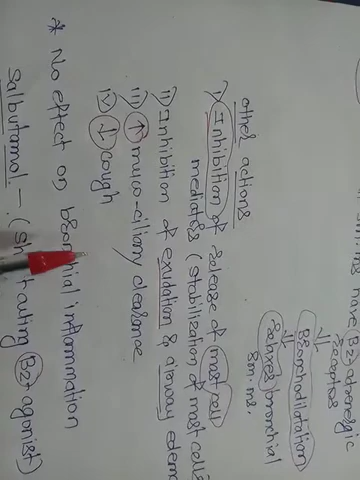 have (B2) adrenergic
receptors
⇓
Bronchodilation
⇓
Relaxes bronchial
sm. ms.
other actions
i) Inhibition of release of mast cell
mediators (stabilization of mast cells
ii) Inhibition of exudation & airway edema
iii) ↑ muco-ciliary clearance
iv) ↓ cough
* No effect on bronchial inflammation
Salbutamol - (Sh acting B2 agonist)